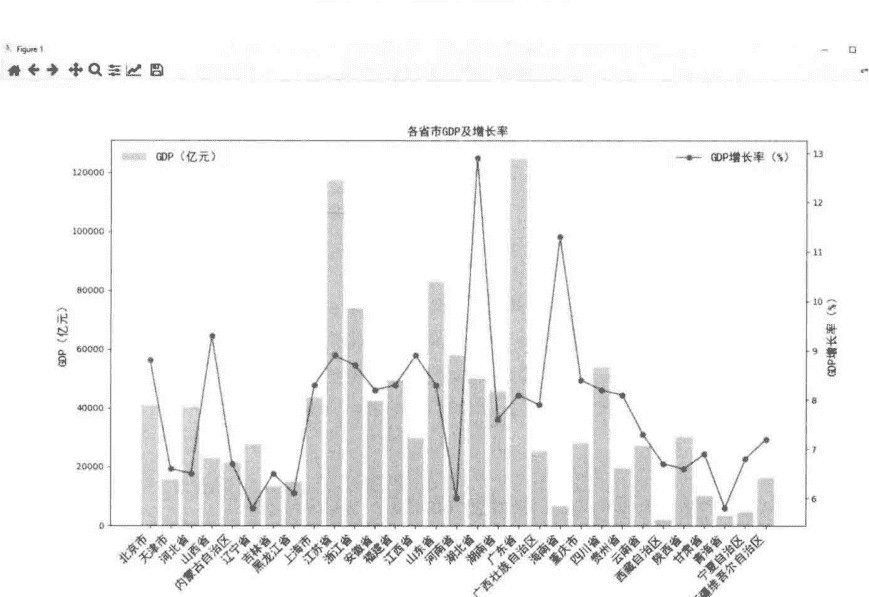 Figure 1
各省市GDP及增长率
GDP（亿元）
GDP增长率（%）
120000
100000
80000
60000
40000
20000
0
GDP（亿元）
13
12
11
10
9
8
7
6
GDP增长率（%）
北京市
天津市
河北省
山西省
内蒙古自治区
辽宁省
吉林省
黑龙江省
上海市
江苏省
浙江省
安徽省
福建省
江西省
山东省
河南省
湖北省
湖南省
广东省
广西壮族自治区
海南省
重庆市
四川省
贵州省
云南省
西藏自治区
陕西省
甘肃省
青海省
宁夏自治区
疆维吾尔自治区